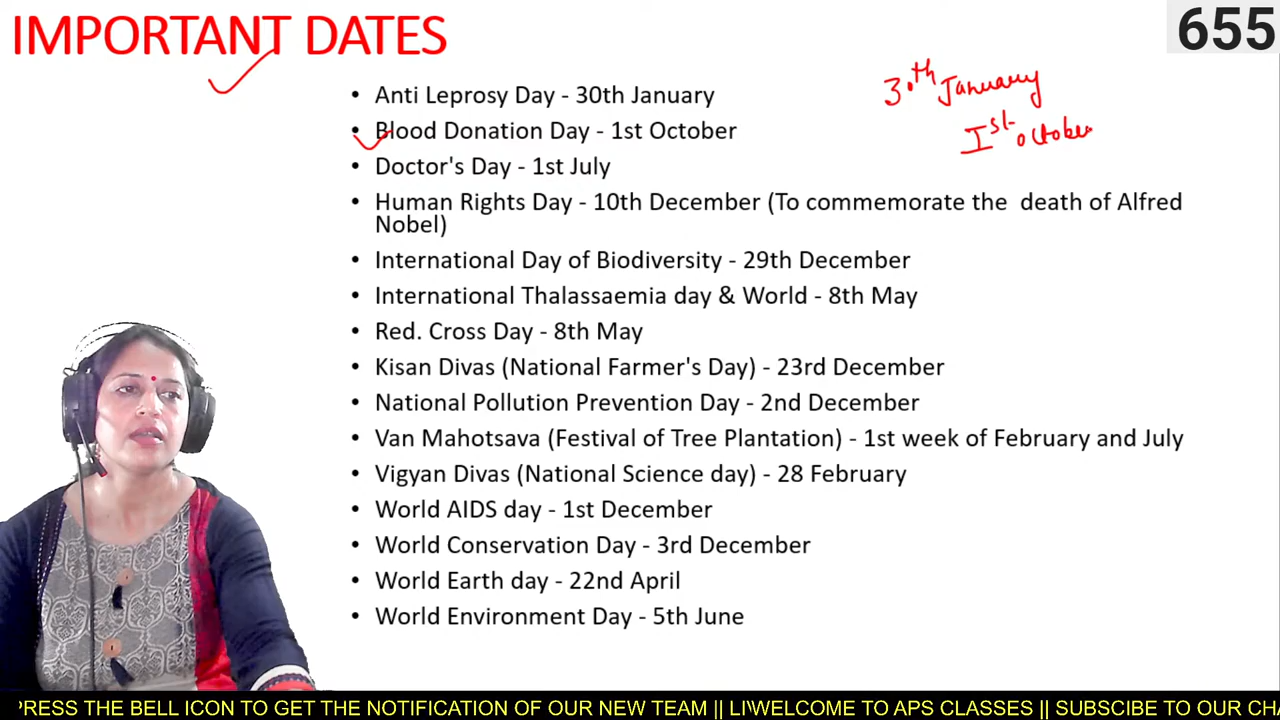 IMPORTANT DATES
655
• Anti Leprosy Day - 30th January
30th January
• Blood Donation Day - 1st October
Ist october
• Doctor's Day - 1st July
• Human Rights Day - 10th December (To commemorate the death of Alfred
Nobel)
• International Day of Biodiversity - 29th December
• International Thalassaemia day & World - 8th May
• Red. Cross Day - 8th May
• Kisan Divas (National Farmer's Day) - 23rd December
• National Pollution Prevention Day - 2nd December
• Van Mahotsava (Festival of Tree Plantation) - 1st week of February and July
• Vigyan Divas (National Science day) - 28 February
• World AIDS day - 1st December
• World Conservation Day - 3rd December
• World Earth day - 22nd April
• World Environment Day - 5th June
PRESS THE BELL ICON TO GET THE NOTIFICATION OF OUR NEW TEAM || LI\WELCOME TO APS CLASSES || SUBSCIBE TO OUR CHA